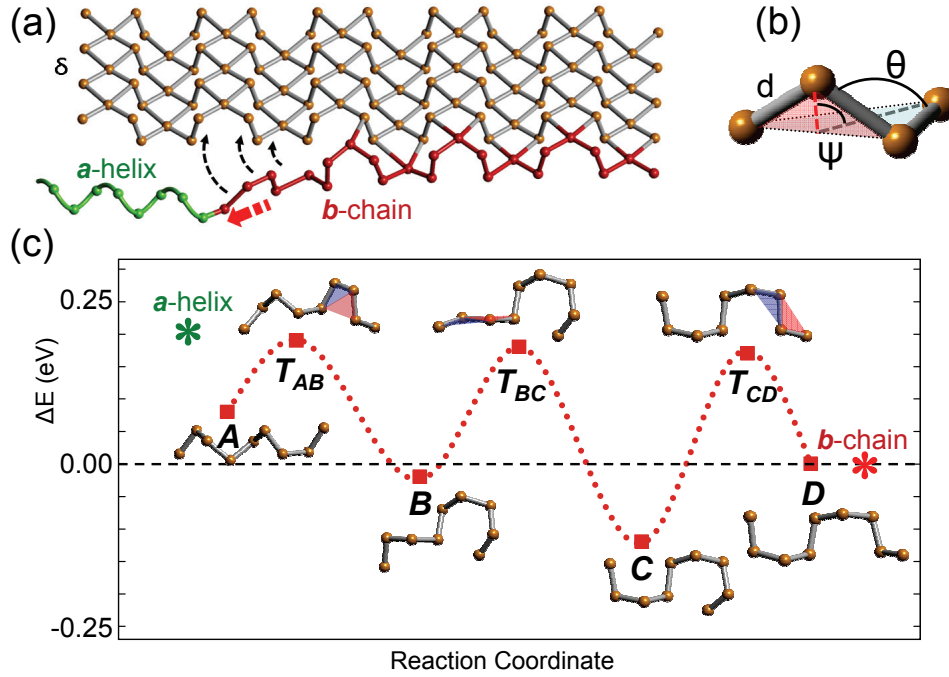 (a)
δ
a-helix
b-chain
(b)
d
θ
ψ
(c)
ΔE (eV)
0.25
0.00
-0.25
a-helix
*
A
T_AB
B
T_BC
C
T_CD
b-chain
*
D
Reaction Coordinate